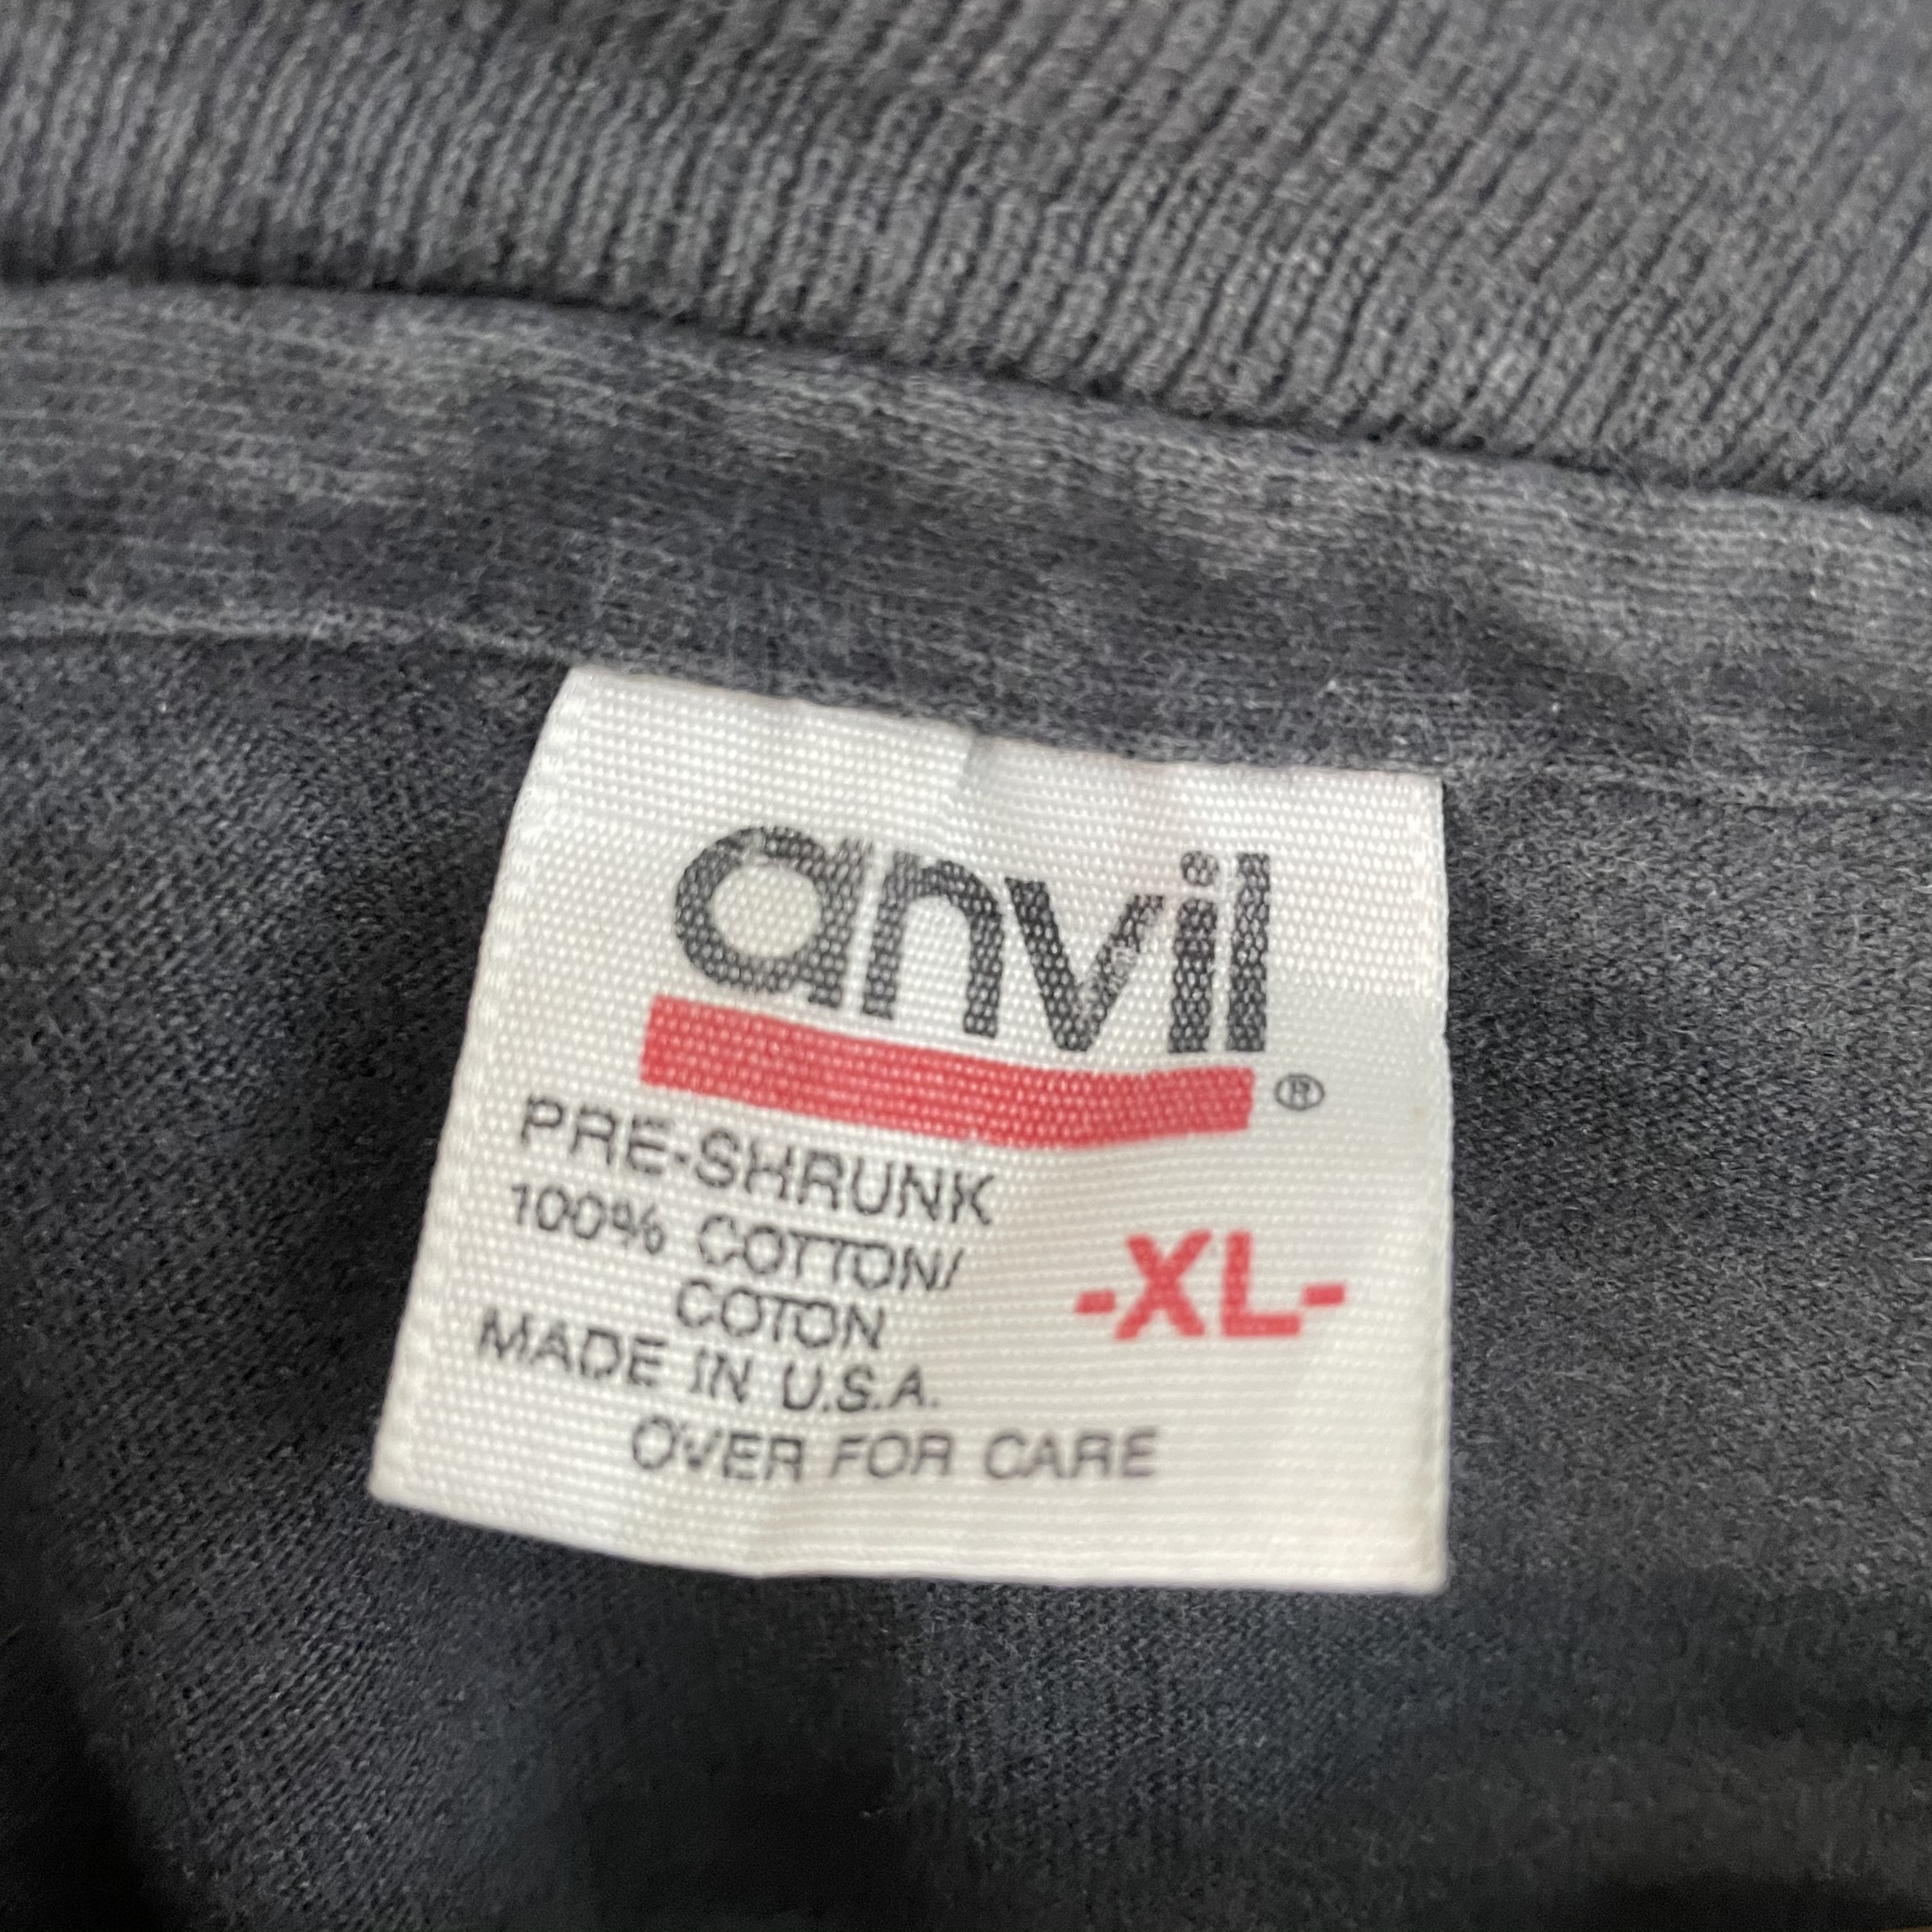 anvil
®
PRE-SHRUNK
100% COTTON/
COTON
-XL-
MADE IN U.S.A.
OVER FOR CARE